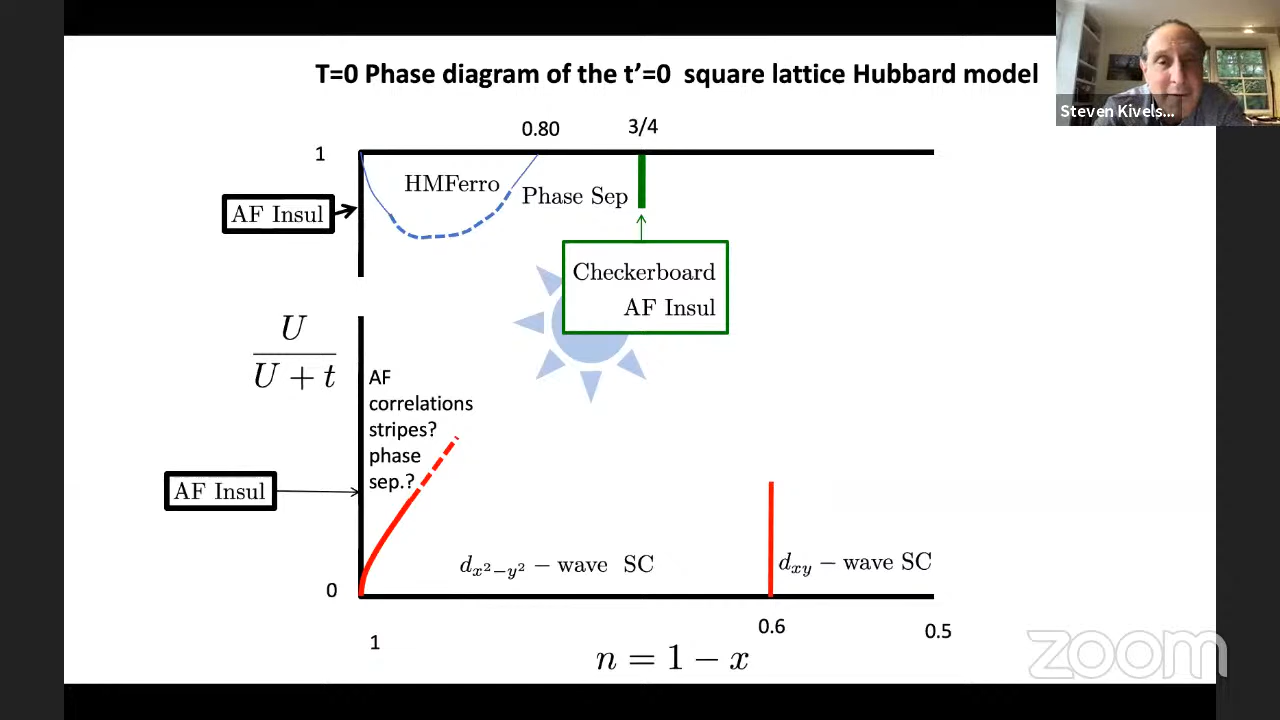 T=0 Phase diagram of the t’=0 square lattice Hubbard model
Steven Kivels...
0.80
3/4
1
HMFerro
Phase Sep
AF Insul
Checkerboard
AF Insul
U
U + t
AF
correlations
stripes?
phase
sep.?
AF Insul
d_{x²−y²} − wave SC
d_{xy} − wave SC
0
1
0.6
0.5
n = 1 − x
zoom